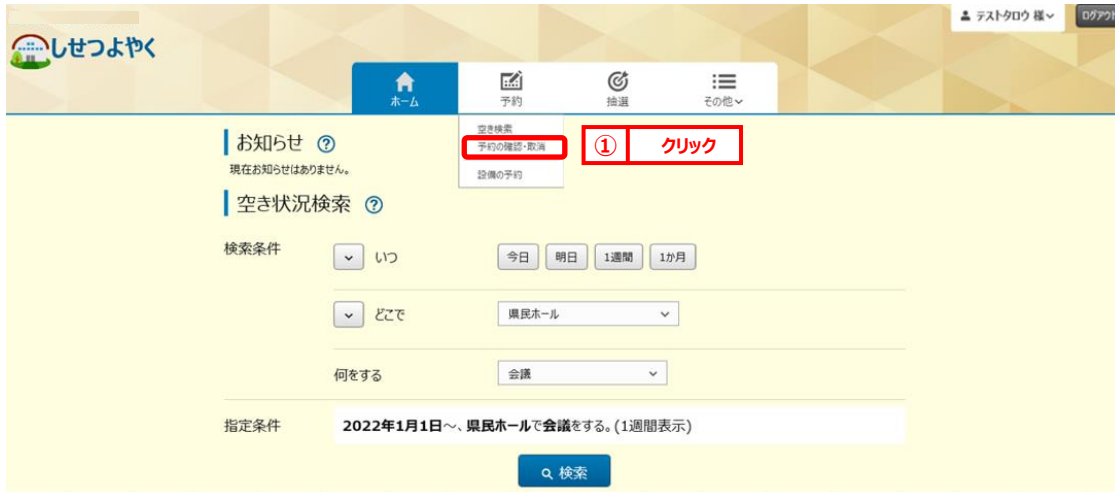 テストタロウ 様
ログアウト
しせつよやく
ホーム
予約
抽選
その他
空き検索
予約の確認・取消
① クリック
設備の予約
お知らせ ?
現在お知らせはありません。
空き状況検索 ?
検索条件
いつ
今日 明日 1週間 1か月
どこで
県民ホール
何をする
会議
指定条件
2022年1月1日～、県民ホールで会議をする。(1週間表示)
検索